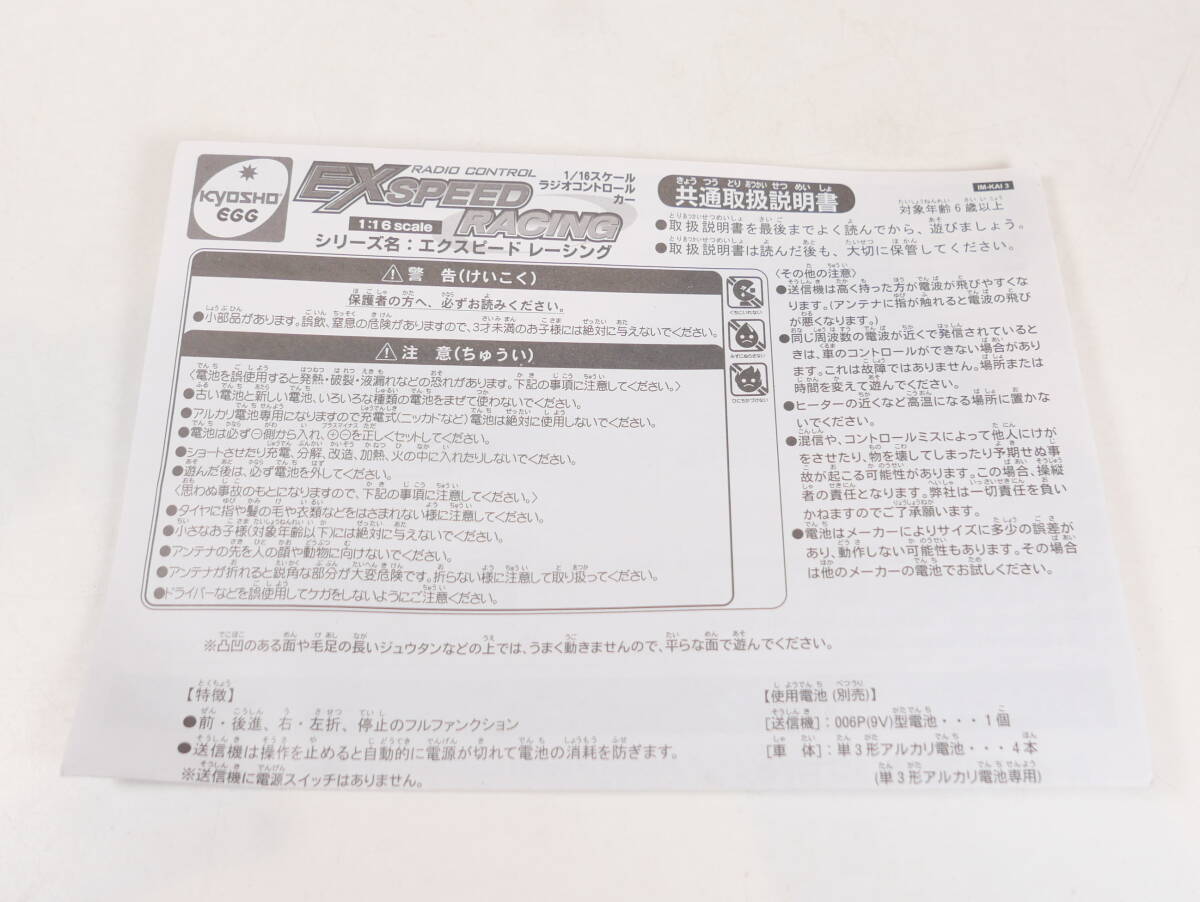 KYOSHO
EGG
RADIO CONTROL
EX SPEED
RACING
1:16 scale
1/16スケール
ラジオコントロール
カー
シリーズ名：エクスピード レーシング
共通取扱説明書
IM-KAI 3
対象年齢6歳以上
●取扱説明書を最後までよく読んでから、遊びましょう。
●取扱説明書は読んだ後も、大切に保管してください。
⚠ 警 告(けいこく)
保護者の方へ、必ずお読みください。
●小部品があります。誤飲、窒息の危険がありますので、3才未満のお子様には絶対に与えないでください。
⚠ 注 意(ちゅうい)
〈電池を誤使用すると発熱・破裂・液漏れなどの恐れがあります。下記の事項に注意してください。〉
●古い電池と新しい電池、いろいろな種類の電池をまぜて使わないでください。
●アルカリ電池専用になりますので充電式(ニッカドなど)電池は絶対に使用しないでください。
●電池は必ず⊖側から入れ、⊕⊖を正しくセットしてください。
●ショートさせたり充電、分解、改造、加熱、火の中に入れたりしないでください。
●遊んだ後は、必ず電池を外してください。
〈思わぬ事故のもとになりますので、下記の事項に注意してください。〉
●タイヤに指や髪の毛や衣類などをはさまれない様に注意してください。
●小さなお子様(対象年齢以下)には絶対に与えないでください。
●アンテナの先を人の顔や動物に向けないでください。
●アンテナが折れると鋭角な部分が大変危険です。折らない様に注意して取り扱ってください。
●ドライバーなどを誤使用してケガをしないようにご注意ください。
くちにいれない
みずにぬらさない
ひにちかづけない
〈その他の注意〉
●送信機は高く持った方が電波が飛びやすくな
ります。(アンテナに指が触れると電波の飛び
が悪くなります。)
●同じ周波数の電波が近くで発信されていると
きは、車のコントロールができない場合があり
ます。これは故障ではありません。場所または
時間を変えて遊んでください。
●ヒーターの近くなど高温になる場所に置かな
いでください。
●混信や、コントロールミスによって他人にけが
をさせたり、物を壊してしまったり予期せぬ事
故が起こる可能性があります。この場合、操縦
者の責任となります。弊社は一切責任を負い
かねますのでご了承願います。
●電池はメーカーによりサイズに多少の誤差が
あり、動作しない可能性もあります。その場合
は他のメーカーの電池でお試しください。
※凸凹のある面や毛足の長いジュウタンなどの上では、うまく動きませんので、平らな面で遊んでください。
【特徴】
●前・後進、右・左折、停止のフルファンクション
●送信機は操作を止めると自動的に電源が切れて電池の消耗を防ぎます。
※送信機に電源スイッチはありません。
【使用電池(別売)】
[送信機]：006P(9V)型電池・・・1個
[車 体]：単3形アルカリ電池・・・4本
(単3形アルカリ電池専用)